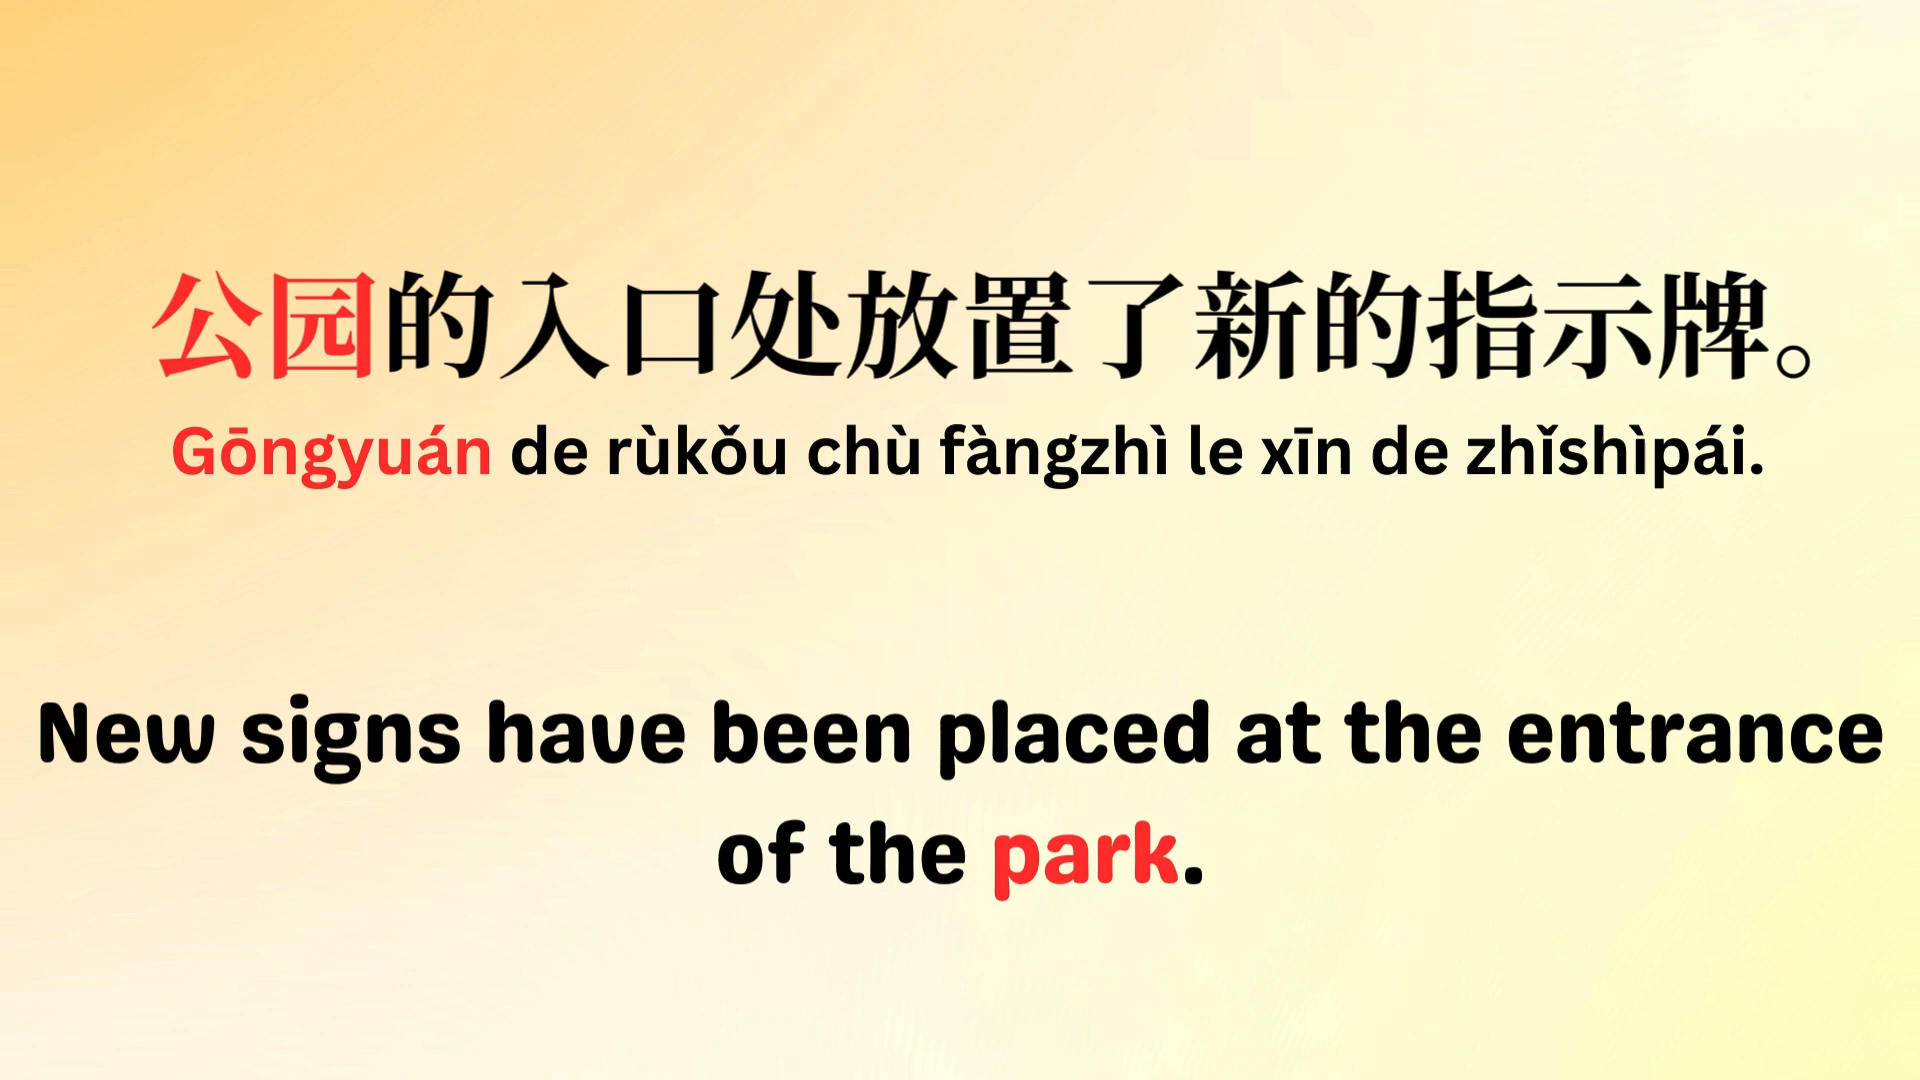 公园的入口处放置了新的指示牌。
Gōngyuán de rùkǒu chù fàngzhì le xīn de zhǐshìpái.
New signs have been placed at the entrance
of the park.